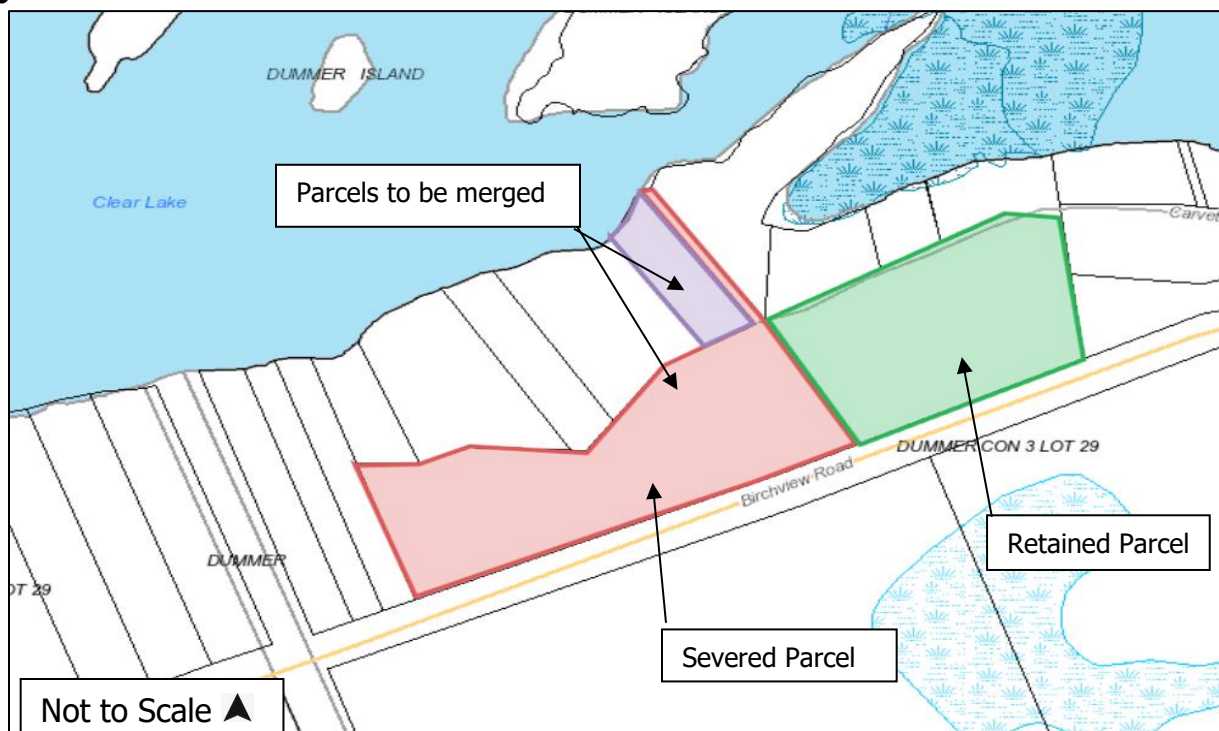 DUMMER ISLAND
Parcels to be merged
Clear Lake
Carvet
DUMMER CON 3 LOT 29
Birchview Road
Retained Parcel
DUMMER
OT 29
Severed Parcel
Not to Scale